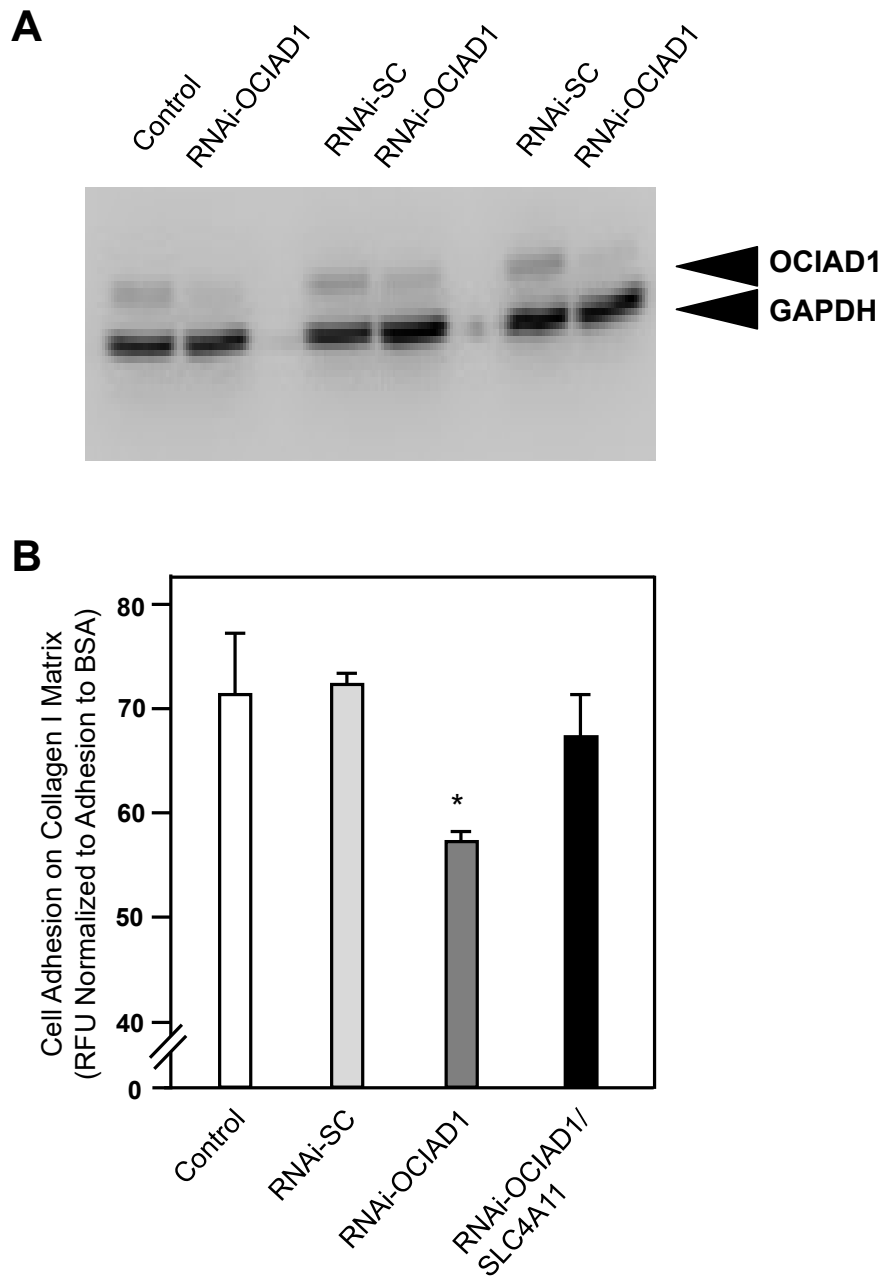 A
Control
RNAi-OCIAD1
RNAi-SC
RNAi-OCIAD1
RNAi-SC
RNAi-OCIAD1
OCIAD1
GAPDH
B
Cell Adhesion on Collagen I Matrix
(RFU Normalized to Adhesion to BSA)
80
70
60
50
40
0
*
Control
RNAi-SC
RNAi-OCIAD1
RNAi-OCIAD1/
SLC4A11